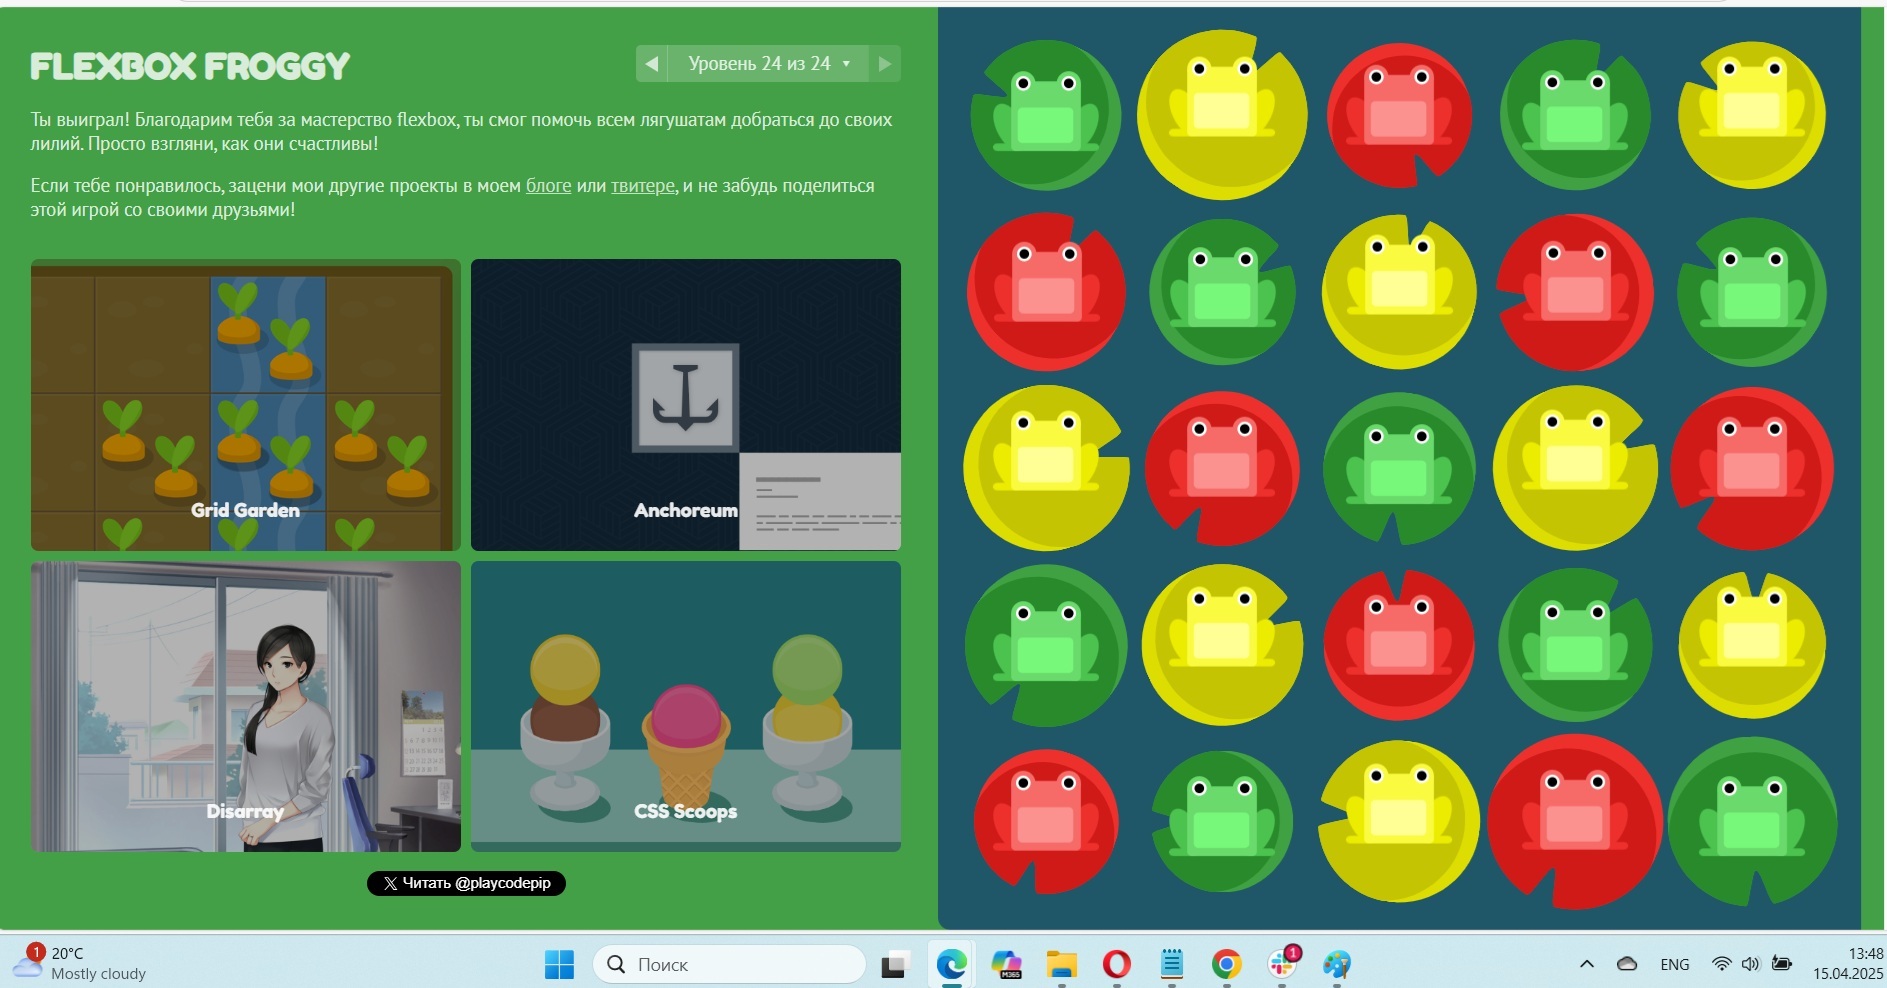 FLEXBOX FROGGY
Уровень 24 из 24
Ты выиграл! Благодарим тебя за мастерство flexbox, ты смог помочь всем лягушатам добраться до своих
лилий. Просто взгляни, как они счастливы!
Если тебе понравилось, зацени мои другие проекты в моем блоге или твитере, и не забудь поделиться
этой игрой со своими друзьями!
Grid Garden
Anchoreum
Disarray
CSS Scoops
Читать @playcodepip
1
20°C
Mostly cloudy
Поиск
M365
1
ENG
13:48
15.04.2025